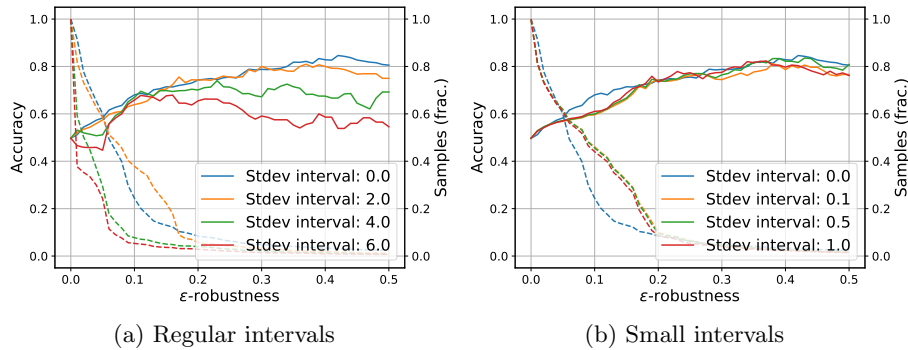 1.0
0.8
0.6
0.4
0.2
0.0
Accuracy
1.0
0.8
0.6
0.4
0.2
0.0
Samples (frac.)
Stdev interval: 0.0
Stdev interval: 2.0
Stdev interval: 4.0
Stdev interval: 6.0
0.0 0.1 0.2 0.3 0.4 0.5
ε-robustness
(a) Regular intervals
1.0
0.8
0.6
0.4
0.2
0.0
Accuracy
1.0
0.8
0.6
0.4
0.2
0.0
Samples (frac.)
Stdev interval: 0.0
Stdev interval: 0.1
Stdev interval: 0.5
Stdev interval: 1.0
0.0 0.1 0.2 0.3 0.4 0.5
ε-robustness
(b) Small intervals